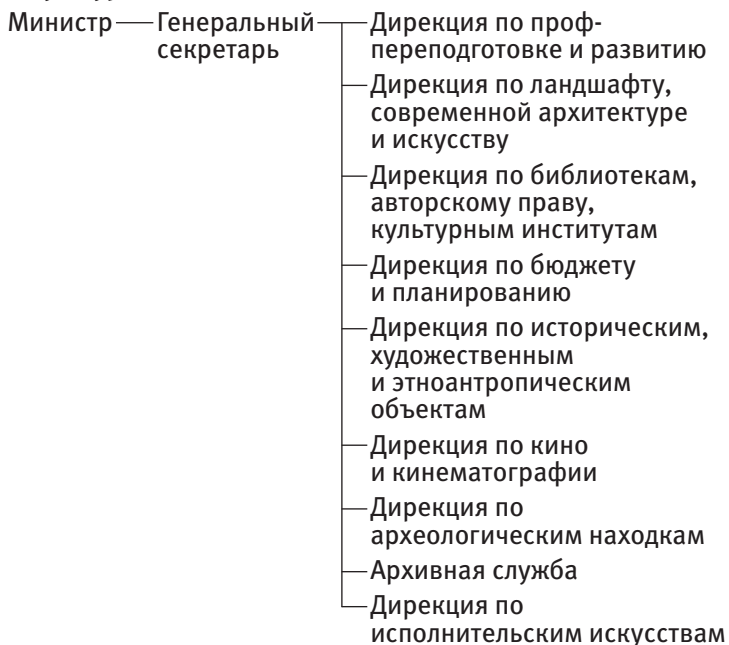 Министр
Генеральный
секретарь
Дирекция по проф-
переподготовке и развитию
Дирекция по ландшафту,
современной архитектуре
и искусству
Дирекция по библиотекам,
авторскому праву,
культурным институтам
Дирекция по бюджету
и планированию
Дирекция по историческим,
художественным
и этноантропическим
объектам
Дирекция по кино
и кинематографии
Дирекция по
археологическим находкам
Архивная служба
Дирекция по
исполнительским искусствам